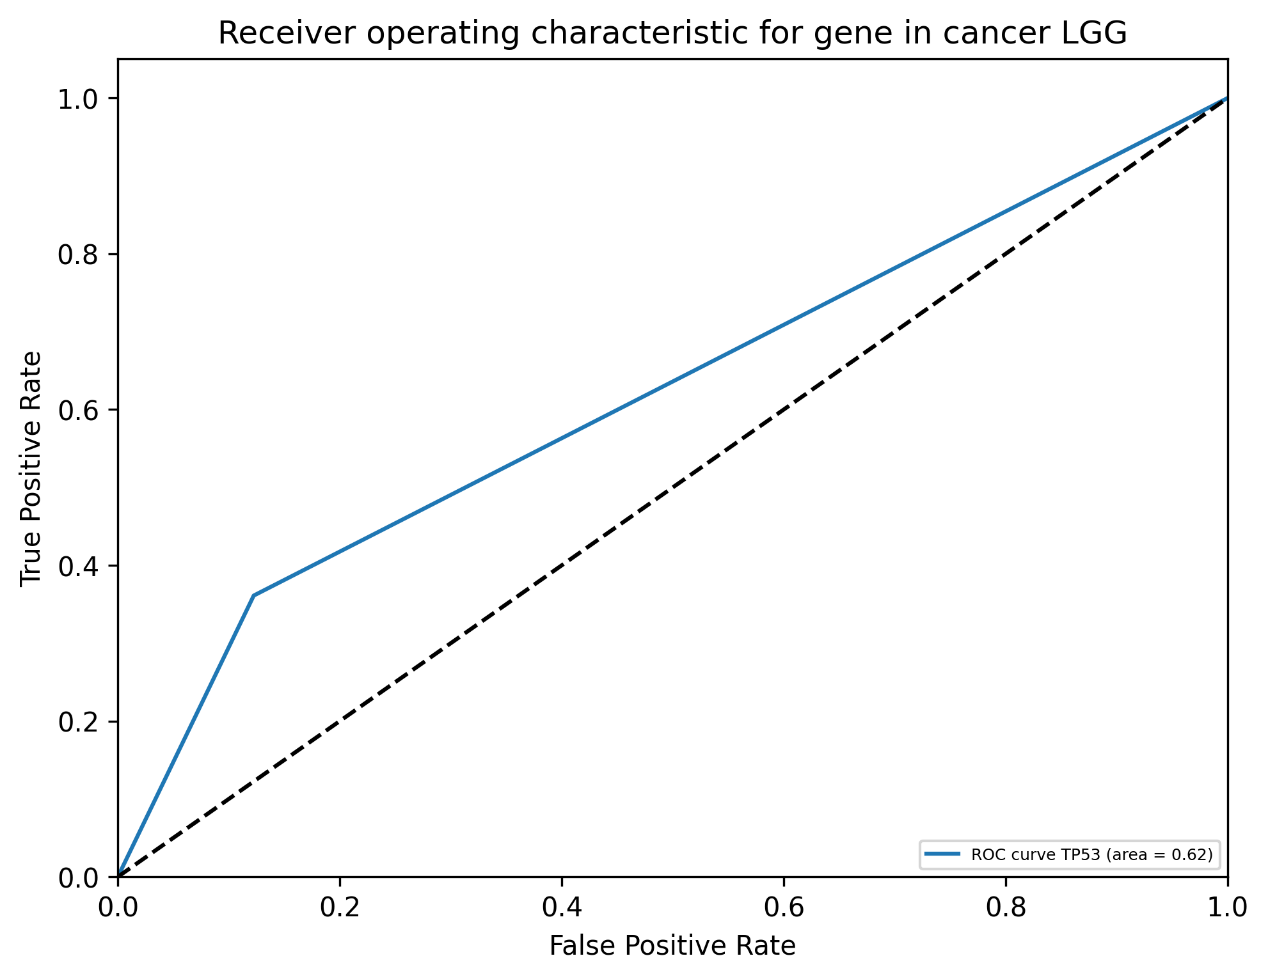 Receiver operating characteristic for gene in cancer LGG
1.0
0.8
0.6
0.4
0.2
0.0
True Positive Rate
ROC curve TP53 (area = 0.62)
0.0 0.2 0.4 0.6 0.8 1.0
False Positive Rate